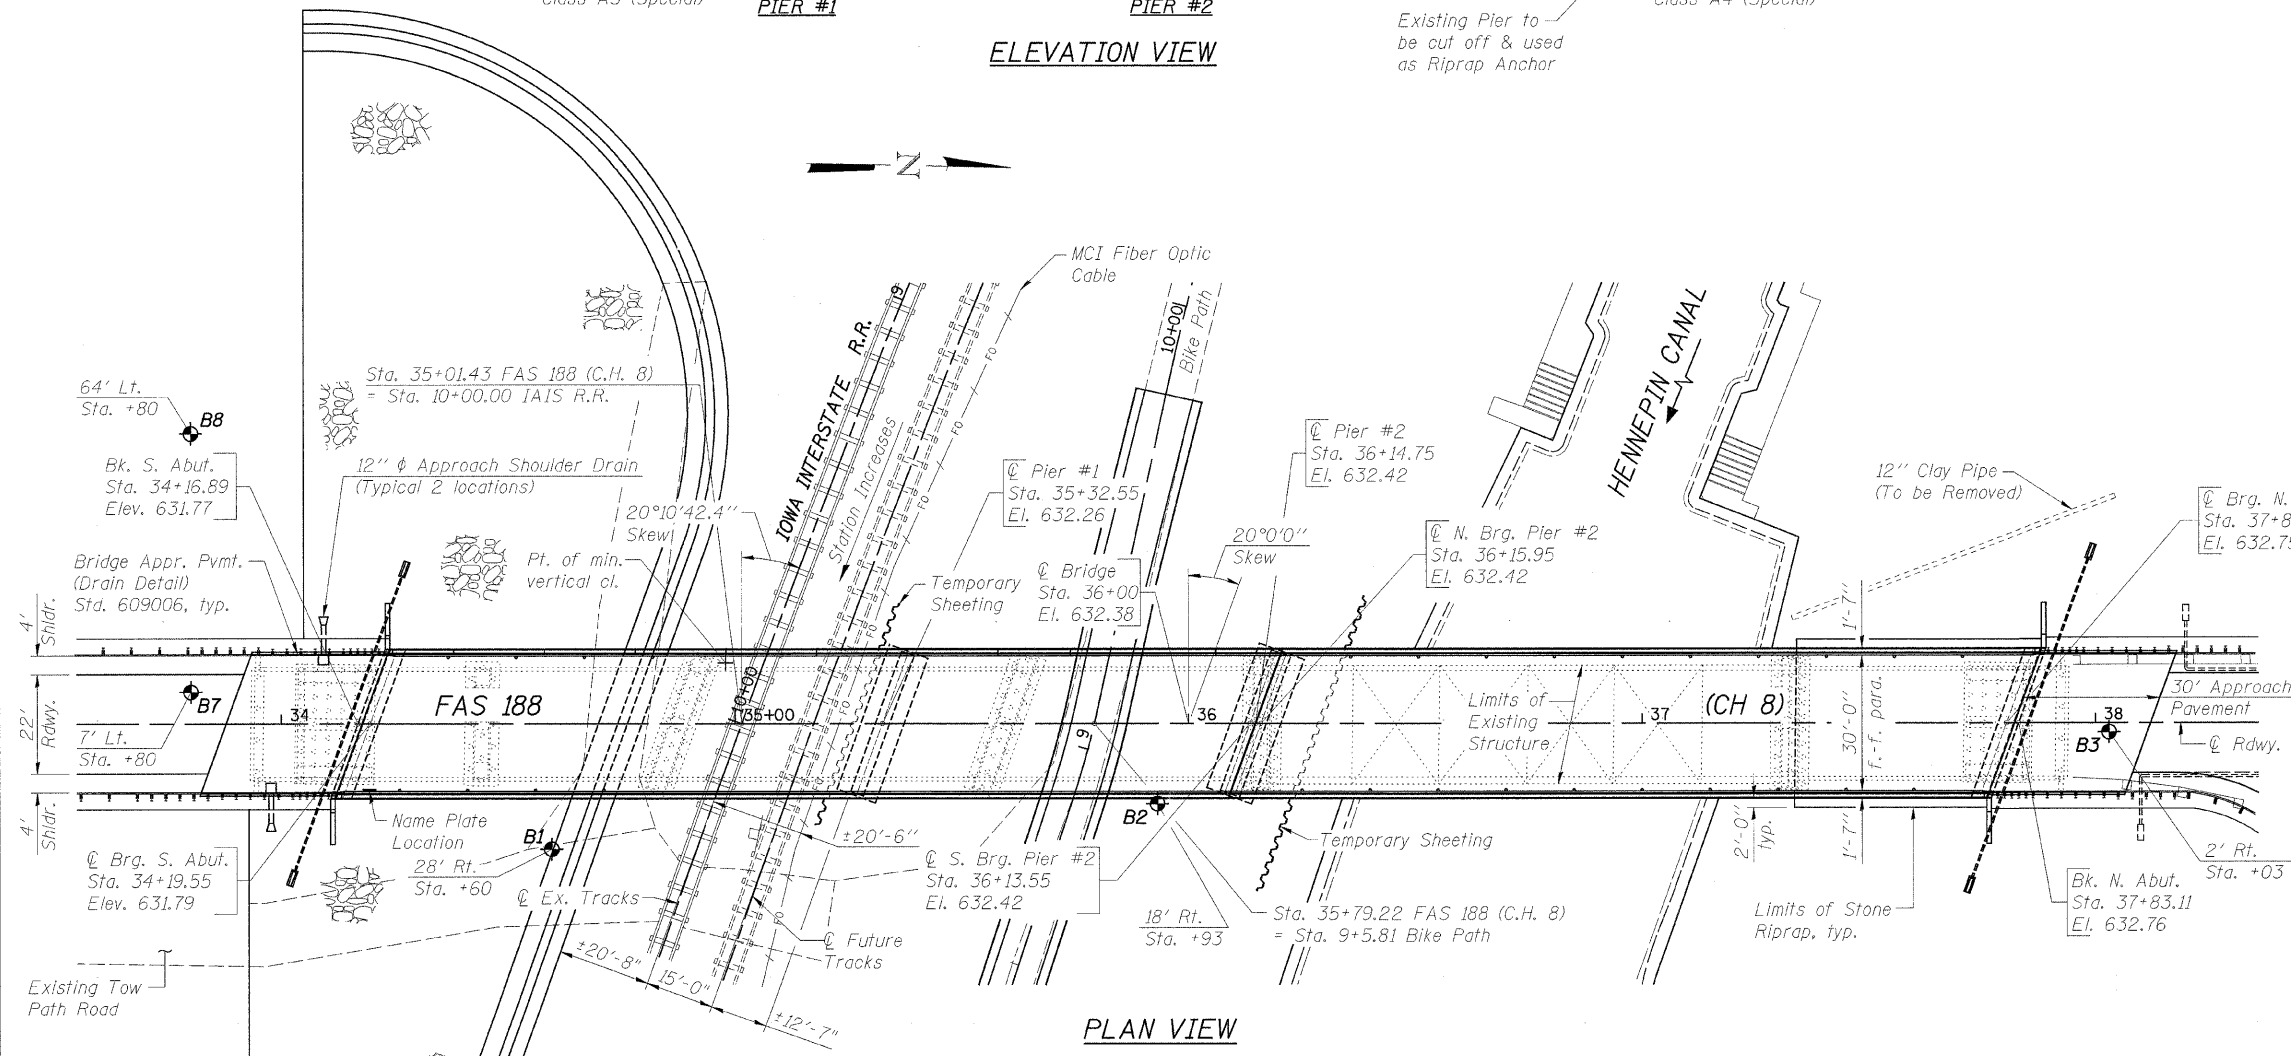 PIER #1
PIER #2
Existing Pier to
be cut off & used
as Riprap Anchor
ELEVATION VIEW
N
MCI Fiber Optic
Cable
10+00
Bike Path
HENNEPIN CANAL
IOWA INTERSTATE R.R.
9
Station Increases
FO
FO
FO
FO
FO
Sta. 35+01.43 FAS 188 (C.H. 8)
= Sta. 10+00.00 IAIS R.R.
64' Lt.
Sta. +80
B8
Bk. S. Abut.
Sta. 34+16.89
Elev. 631.77
12'' ϕ Approach Shoulder Drain
(Typical 2 locations)
20°10'42.4''
Skew
℄ Pier #1
Sta. 35+32.55
El. 632.26
℄ Pier #2
Sta. 36+14.75
El. 632.42
12'' Clay Pipe
(To be Removed)
℄ Brg. N.
Sta. 37+8
El. 632.75
20°0'0''
Skew
℄ N. Brg. Pier #2
Sta. 36+15.95
El. 632.42
Bridge Appr. Pvmt.
(Drain Detail)
Std. 609006, typ.
Pt. of min.
vertical cl.
Temporary
Sheeting
℄ Bridge
Sta. 36+00
El. 632.38
4'
Shldr.
22'
Rdwy.
4'
Shldr.
B7
7' Lt.
Sta. +80
34
FAS 188
10+00
35+00
9
36
Limits of
Existing
Structure
37
(CH 8)
1'-7''
30'-0'' f.-f. para.
1'-7''
2'-0''
typ.
38
B3
30' Approach
Pavement
℄ Rdwy.
Name Plate
Location
B1
28' Rt.
Sta. +60
±20'-6''
B2
Temporary Sheeting
℄ Brg. S. Abut.
Sta. 34+19.55
Elev. 631.79
℄ Ex. Tracks
℄ S. Brg. Pier #2
Sta. 36+13.55
El. 632.42
18' Rt.
Sta. +93
Sta. 35+79.22 FAS 188 (C.H. 8)
= Sta. 9+5.81 Bike Path
Limits of Stone
Riprap, typ.
2' Rt.
Sta. +03
Bk. N. Abut.
Sta. 37+83.11
El. 632.76
℄ Future
Tracks
±20'-8"
15'-0"
±12'-7"
Existing Tow
Path Road
PLAN VIEW